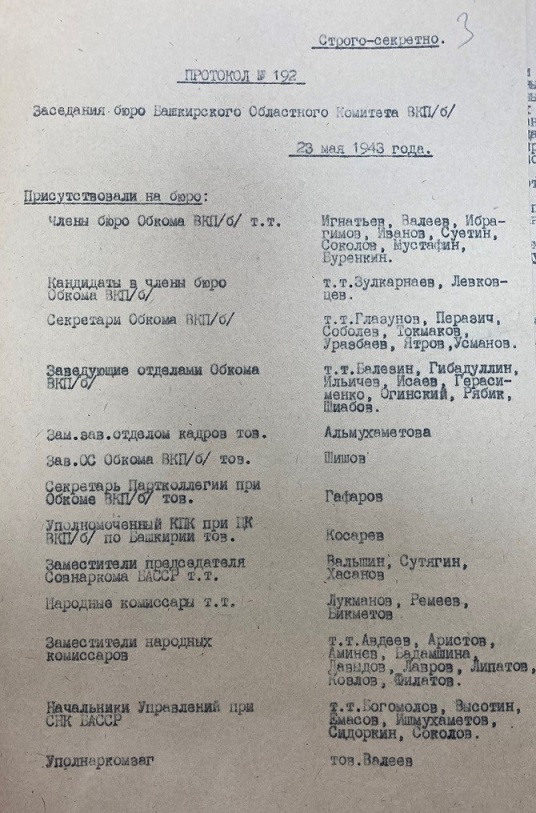 3
Строго-секретно.
ПРОТОКОЛ № 192
Заседания бюро Башкирского Областного Комитета ВКП/б/
23 мая 1943 года.
Присутствовали на бюро:
Члены бюро Обкома ВКП/б/ т.т.
Игнатьев, Валеев, Ибра-
гимов, Иванов, Суетин,
Соколов, Мустафин,
Буренкин.
Кандидаты в члены бюро
Обкома ВКП/б/
т.т.Зулкарнаев, Левков-
цев.
Секретари Обкома ВКП/б/
т.т.Глазунов, Перазич,
Соболев, Токмаков,
Уразбаев, Ятров,Усманов.
Заведующие отделами Обкома
ВКП/б/
т.т.Балезин, Гибадуллин,
Ильичев, Исаев, Гераси-
менко, Огинский, Рябик,
Шиабов.
Зам.зав.отделом кадров тов.
Альмухаметова
Зав.ОС Обкома ВКП/б/ тов.
Шишов
Секретарь Партколлегии при
Обкоме ВКП/б/ тов.
Гафаров
Уполномоченный КПК при ЦК
ВКП/б/ по Башкирии тов.
Косарев
Заместители председателя
Совнаркома БАССР т.т.
Вальшин, Сутягин,
Хасанов
Народные комиссары т.т.
Лукманов, Ремеев,
Бикметов
Заместители народных
комиссаров
т.т.Авдеев, Аристов,
Аминев, Бадамшина,
Давыдов, Лавров, Липатов,
Козлов, Филатов.
Начальники Управлений при
СНК БАССР
т.т.Богомолов, Высотин,
Емасов, Ишмухаметов,
Сидоркин, Соколов.
Уполнаркомзаг
тов.Валеев